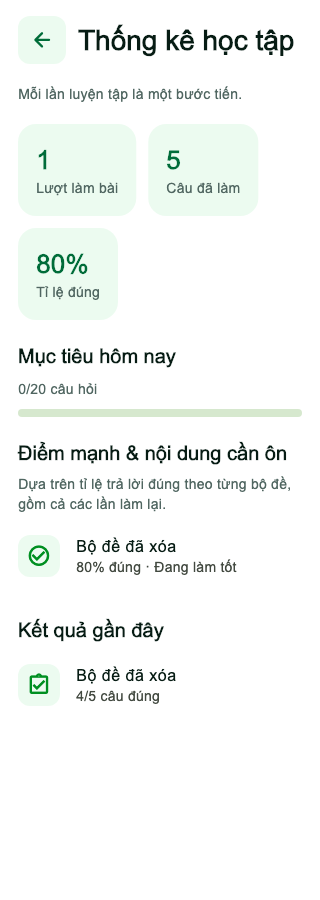 Thống kê học tập
Mỗi lần luyện tập là một bước tiến.
1
Lượt làm bài
5
Câu đã làm
80%
Tỉ lệ đúng
Mục tiêu hôm nay
0/20 câu hỏi
Điểm mạnh & nội dung cần ôn
Dựa trên tỉ lệ trả lời đúng theo từng bộ đề,
gồm cả các lần làm lại.
Bộ đề đã xóa
80% đúng · Đang làm tốt
Kết quả gần đây
Bộ đề đã xóa
4/5 câu đúng